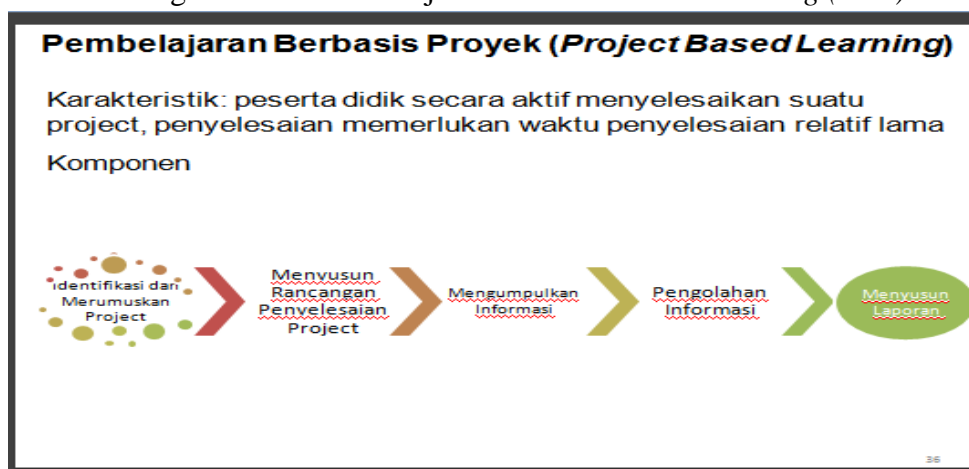 Pembelajaran Berbasis Proyek (Project Based Learning)
Karakteristik: peserta didik secara aktif menyelesaikan suatu
project, penyelesaian memerlukan waktu penyelesaian relatif lama
Komponen
Identifikasi dan
Merumuskan
Project
Menyusun
Rancangan
Penyelesaian
Project
Mengumpulkan
Informasi
Pengolahan
Informasi
Menyusun
Laporan
36